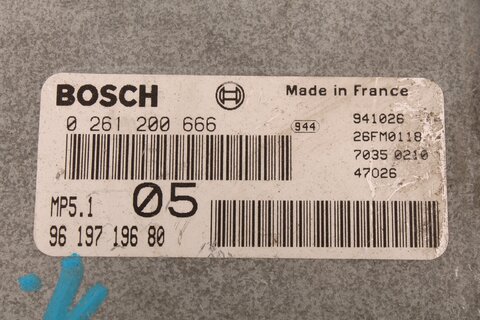 BOSCH Made in France
0 261 200 666 944 941026
26FM0118
7035 0210
47026
MP5.1 05
96 197 196 80